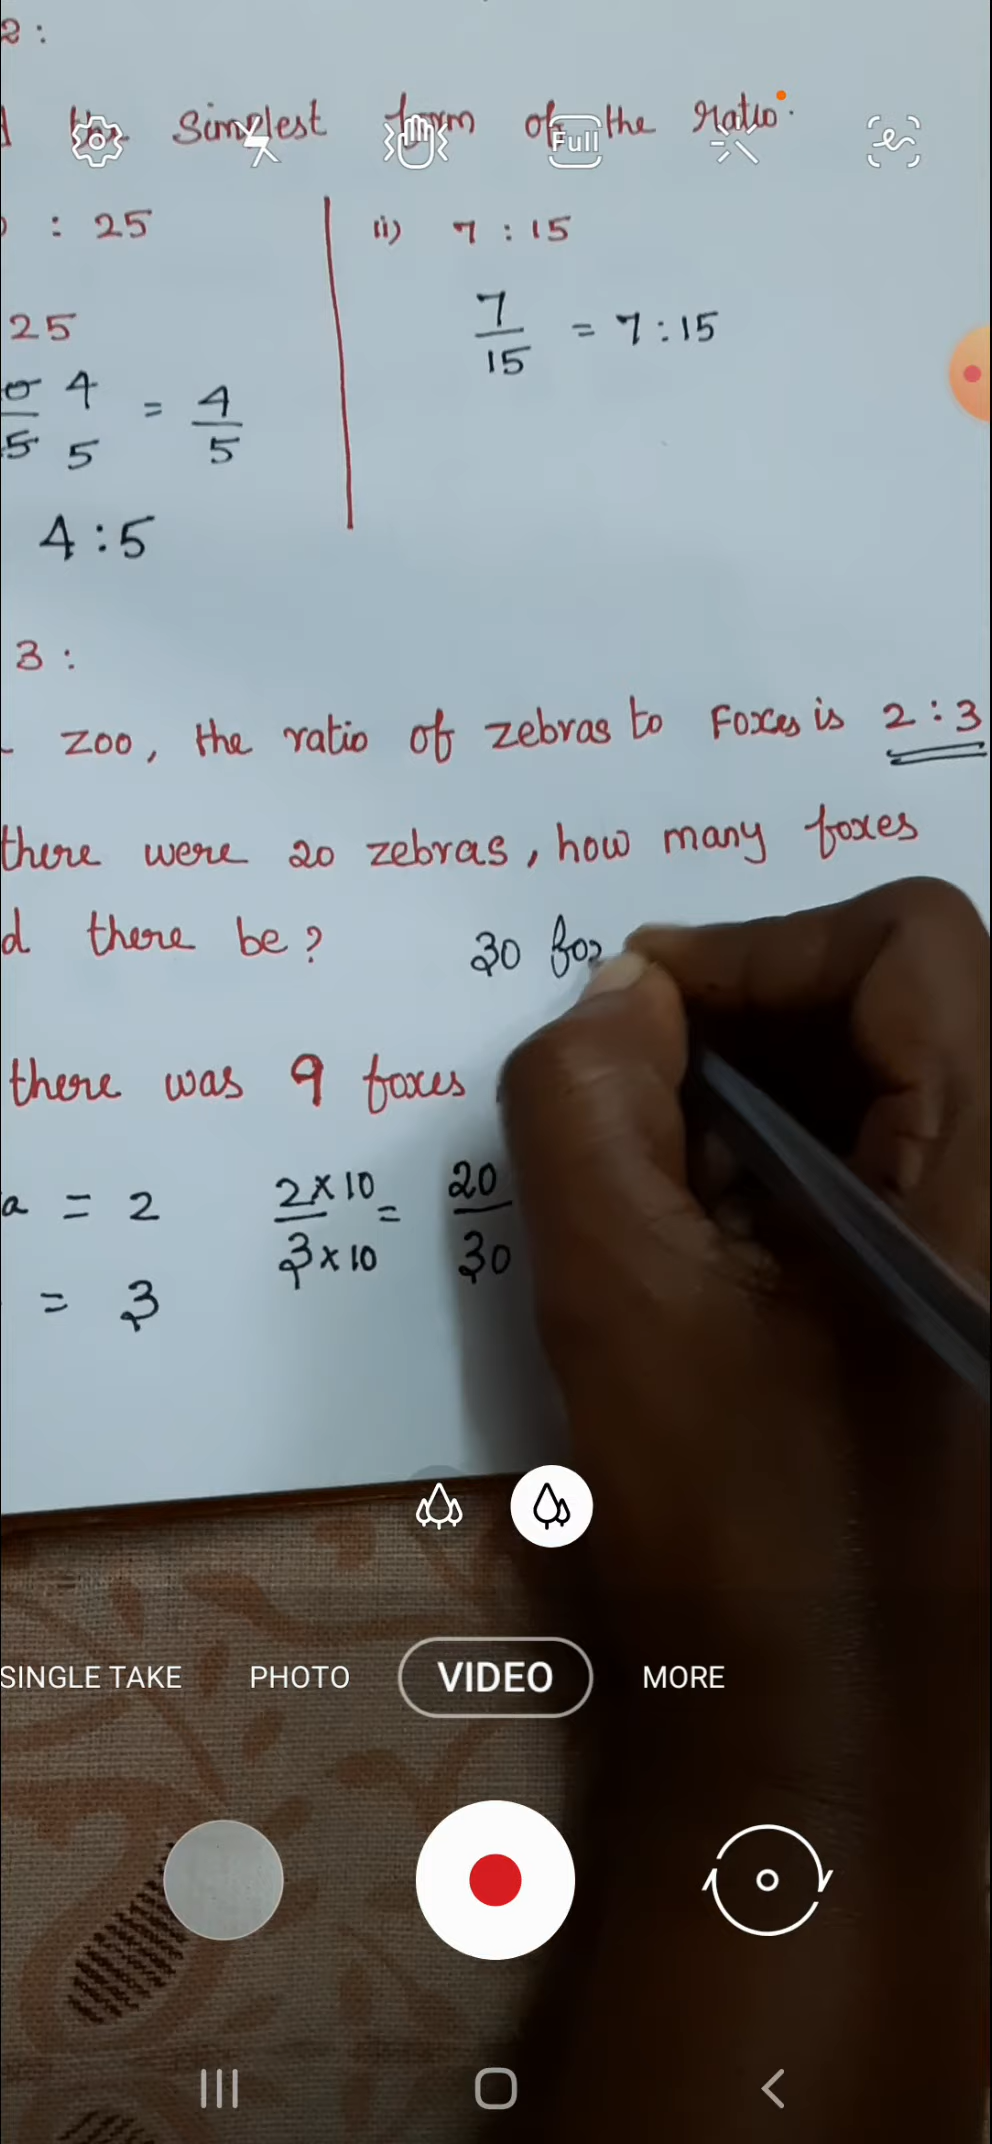 2 :
simplest form of the ratio.
: 25
ii) 7 : 15
25
7/15 = 7 : 15
4/5 = 4/5
4 : 5
3 :
zoo, the ratio of zebras to Foxes is 2 : 3
there were 20 zebras, how many foxes
d there be?
30 fox
there was 9 foxes
a = 2
2 x 10 / 3 x 10 = 20/30
= 3
Full
SINGLE TAKE
PHOTO
VIDEO
MORE